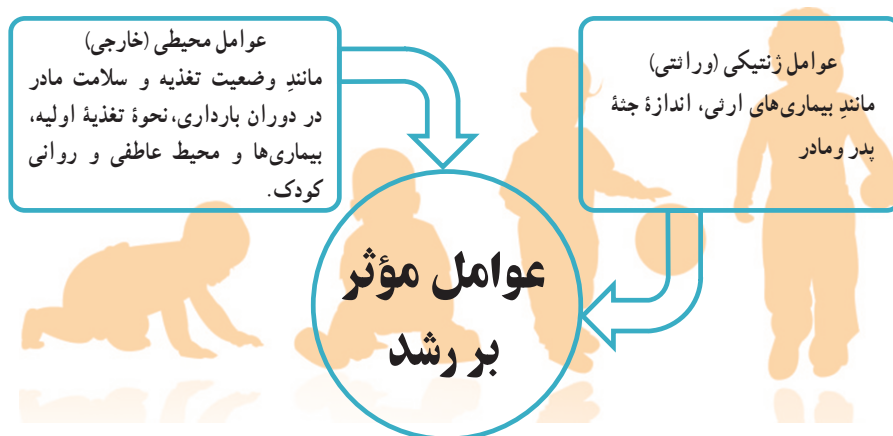 عوامل ژنتیکی (وراثتی)
مانندِ بیماری‌های ارثی، اندازهٔ جثهٔ
پدر ومادر
عوامل محیطی (خارجی)
مانندِ وضعیت تغذیه و سلامت مادر
در دوران بارداری،نحوهٔ تغذیهٔ اولیه،
بیماری‌ها و محیط عاطفی و روانی
کودک.
عوامل مؤثر
بر رشد